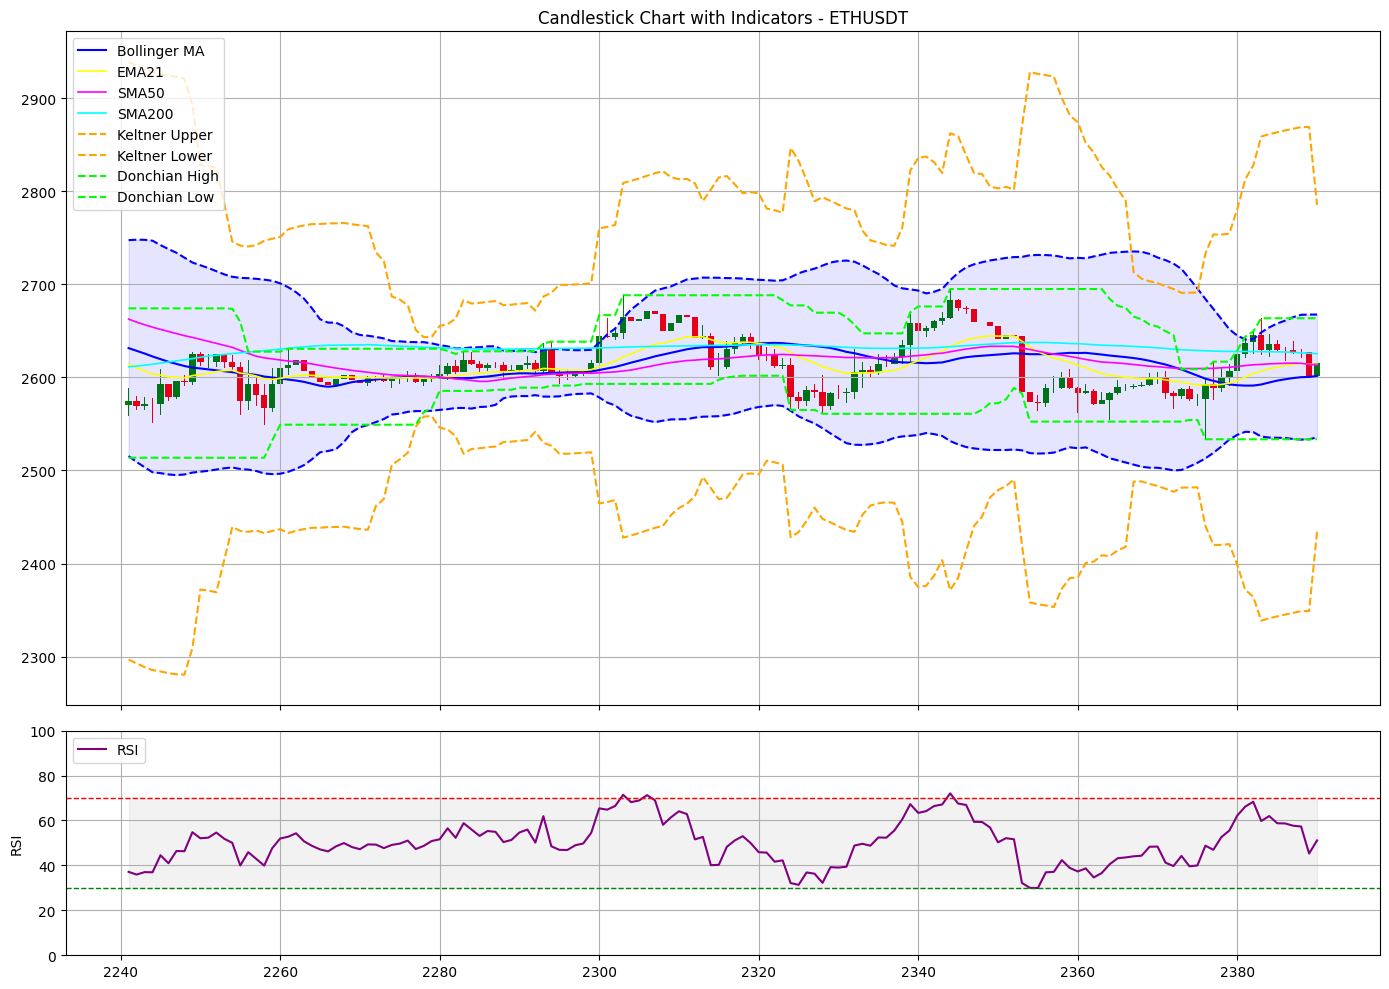 Candlestick Chart with Indicators - ETHUSDT
Bollinger MA
EMA21
SMA50
SMA200
Keltner Upper
Keltner Lower
Donchian High
Donchian Low
2900
2800
2700
2600
2500
2400
2300
RSI
100
80
60
40
20
0
RSI
2240
2260
2280
2300
2320
2340
2360
2380